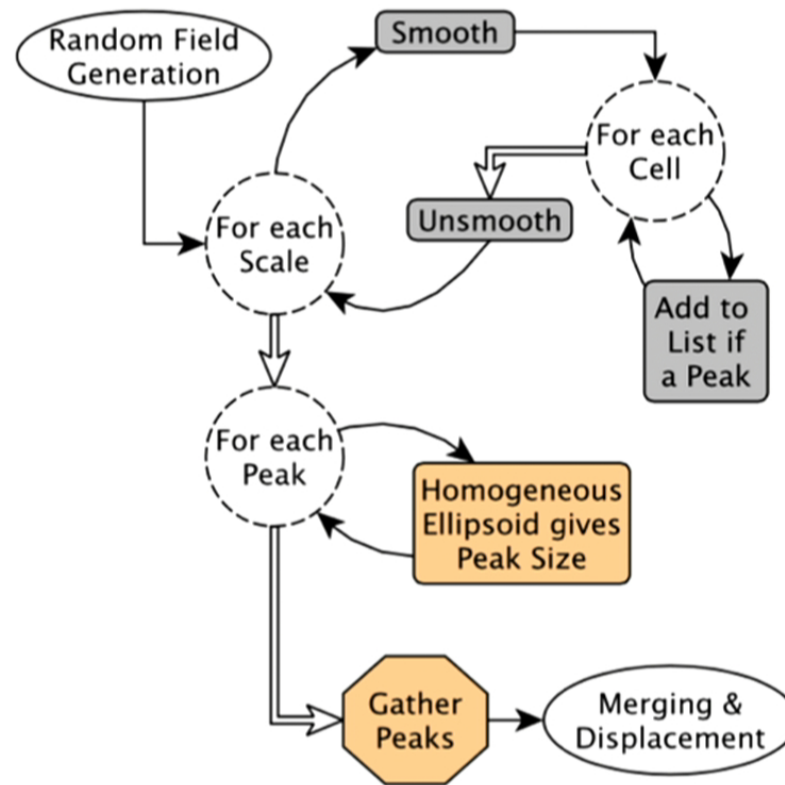 Random Field
Generation
Smooth
For each
Cell
Unsmooth
For each
Scale
Add to
List if
a Peak
For each
Peak
Homogeneous
Ellipsoid gives
Peak Size
Gather
Peaks
Merging &
Displacement